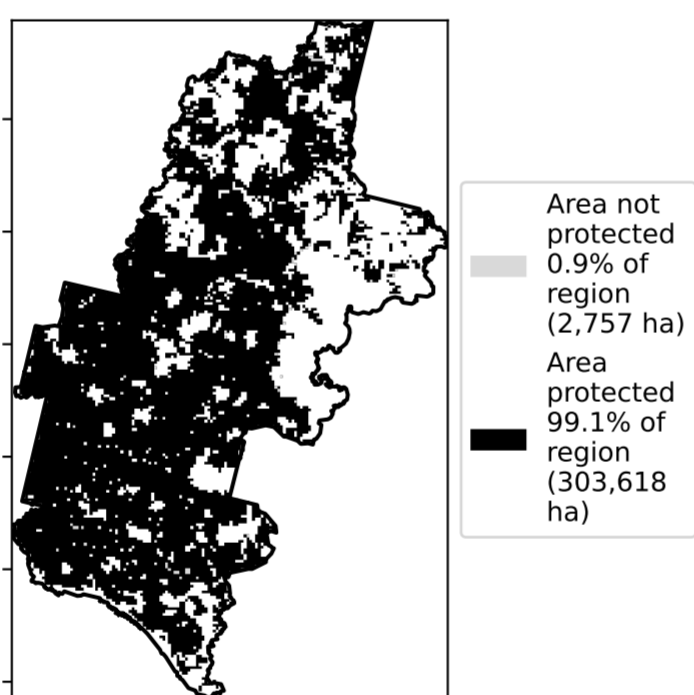 Area not
protected
0.9% of
region
(2,757 ha)
Area
protected
99.1% of
region
(303,618
ha)